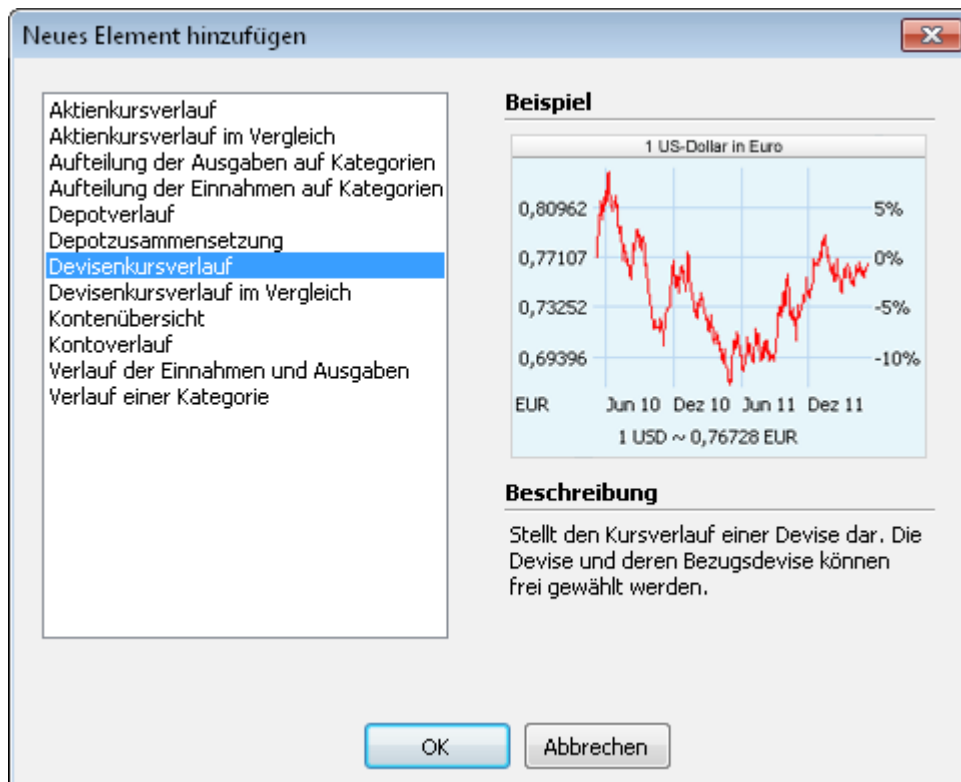 Neues Element hinzufügen
Aktienkursverlauf
Aktienkursverlauf im Vergleich
Aufteilung der Ausgaben auf Kategorien
Aufteilung der Einnahmen auf Kategorien
Depotverlauf
Depotzusammensetzung
Devisenkursverlauf
Devisenkursverlauf im Vergleich
Kontenübersicht
Kontoverlauf
Verlauf der Einnahmen und Ausgaben
Verlauf einer Kategorie
Beispiel
1 US-Dollar in Euro
0,80962 5%
0,77107 0%
0,73252 -5%
0,69396 -10%
EUR Jun 10 Dez 10 Jun 11 Dez 11
1 USD ~ 0,76728 EUR
Beschreibung
Stellt den Kursverlauf einer Devise dar. Die
Devise und deren Bezugsdevise können
frei gewählt werden.
OK Abbrechen